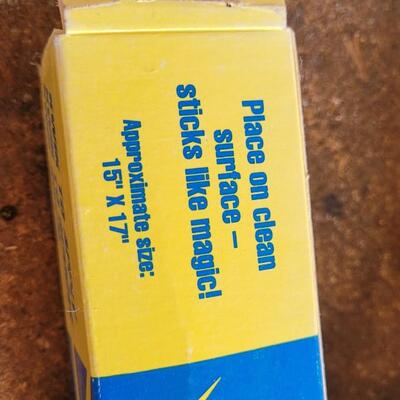 Place on clean
surface –
sticks like magic!
Approximate size:
15" X 17"